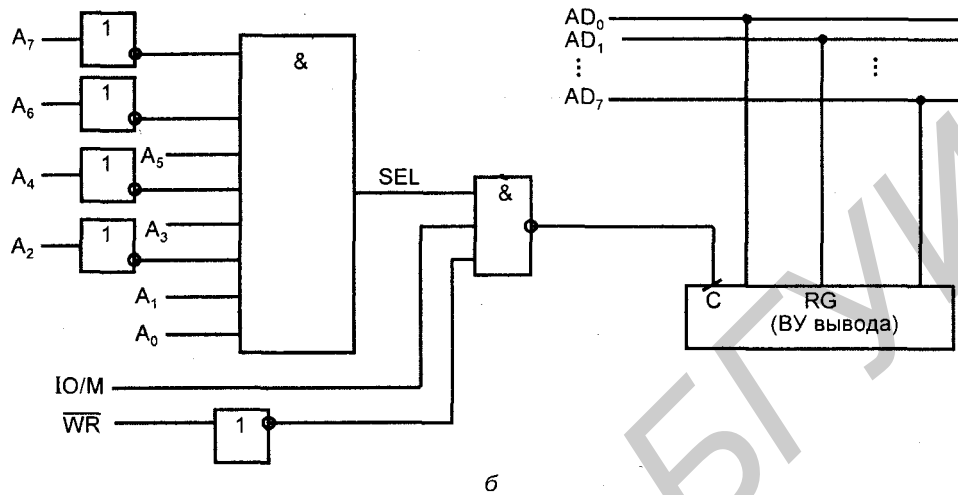 A₇ 1
A₆ 1
A₅
A₄ 1
A₃
A₂ 1
A₁
A₀
&
SEL
&
IO/M
W̅R̅ 1
AD₀
AD₁
⋮ ⋮
AD₇
C RG
(ВУ вывода)
б
БГУИ